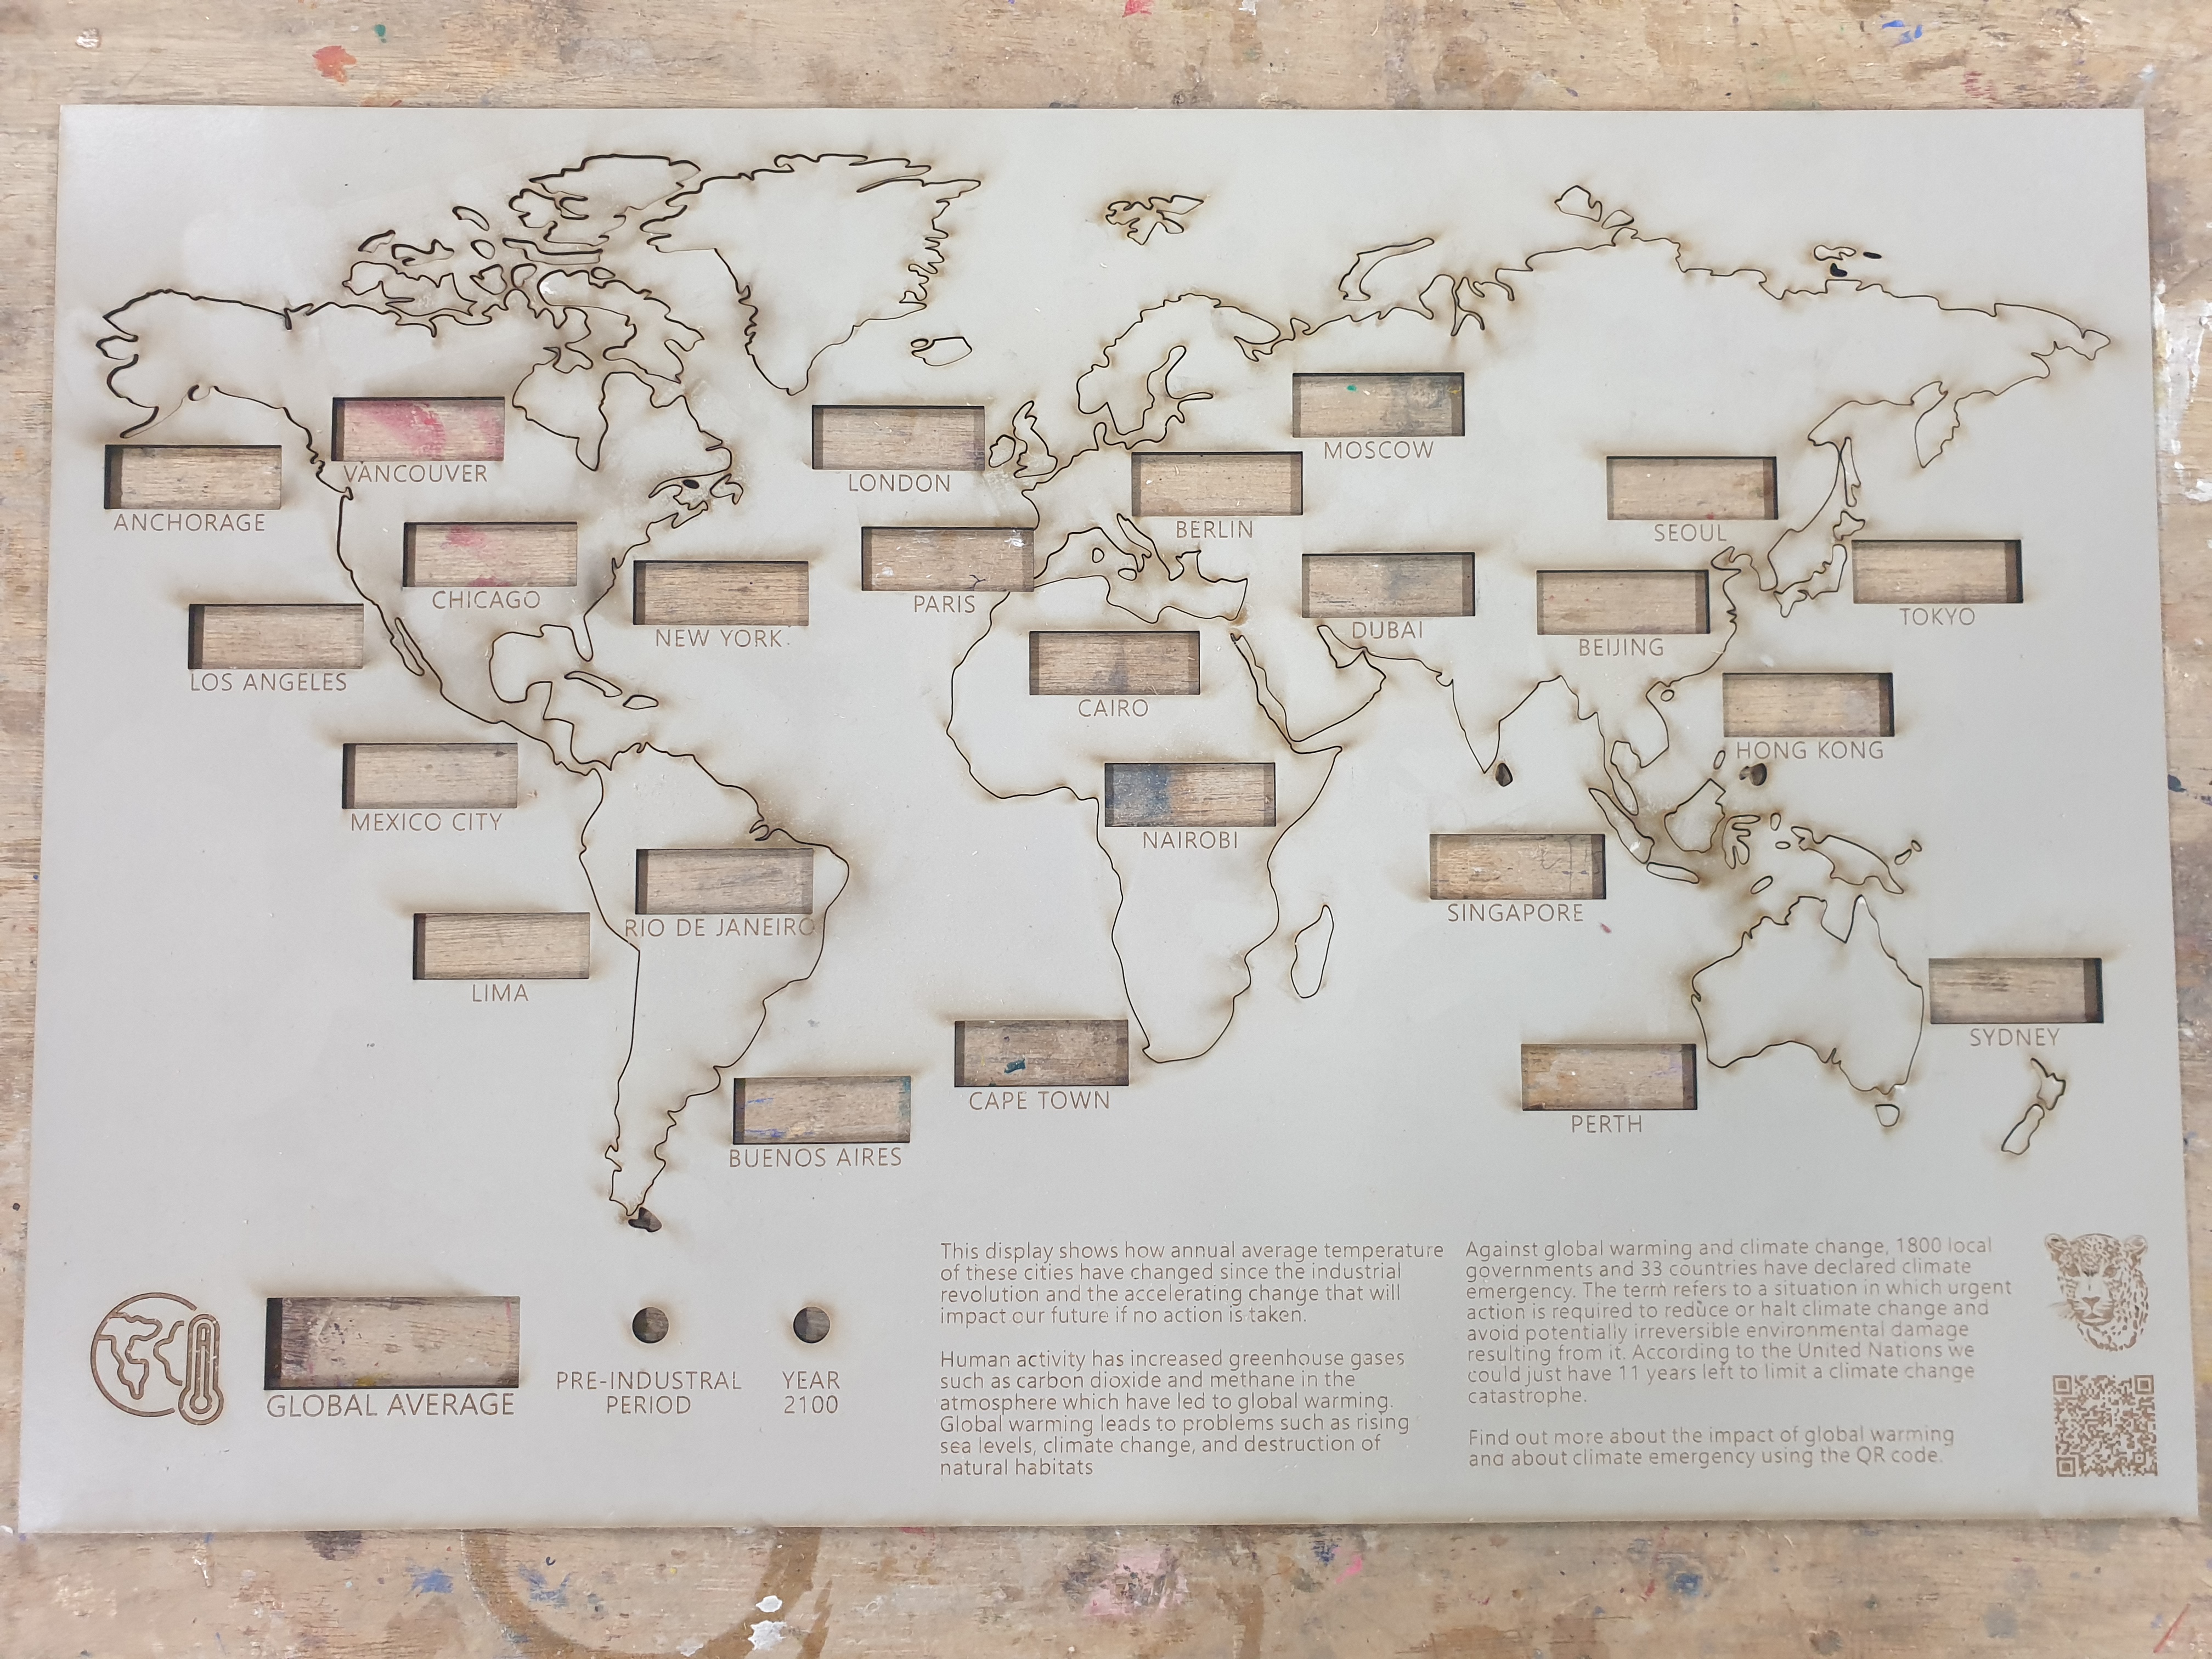 MOSCOW
VANCOUVER
LONDON
ANCHORAGE
BERLIN
SEOUL
CHICAGO
PARIS
TOKYO
NEW YORK
DUBAI
BEIJING
LOS ANGELES
CAIRO
HONG KONG
MEXICO CITY
NAIROBI
SINGAPORE
RIO DE JANEIRO
LIMA
SYDNEY
CAPE TOWN
PERTH
BUENOS AIRES
GLOBAL AVERAGE
PRE-INDUSTRIAL
PERIOD
YEAR
2100
This display shows how annual average temperature
of these cities have changed since the industrial
revolution and the accelerating change that will
impact our future if no action is taken.
Human activity has increased greenhouse gases
such as carbon dioxide and methane in the
atmosphere which have led to global warming.
Global warming leads to problems such as rising
sea levels, climate change, and destruction of
natural habitats
Against global warming and climate change, 1800 local
governments and 33 countries have declared climate
emergency. The term refers to a situation in which urgent
action is required to reduce or halt climate change and
avoid potentially irreversible environmental damage
resulting from it. According to the United Nations we
could just have 11 years left to limit a climate change
catastrophe.
Find out more about the impact of global warming
and about climate emergency using the QR code.